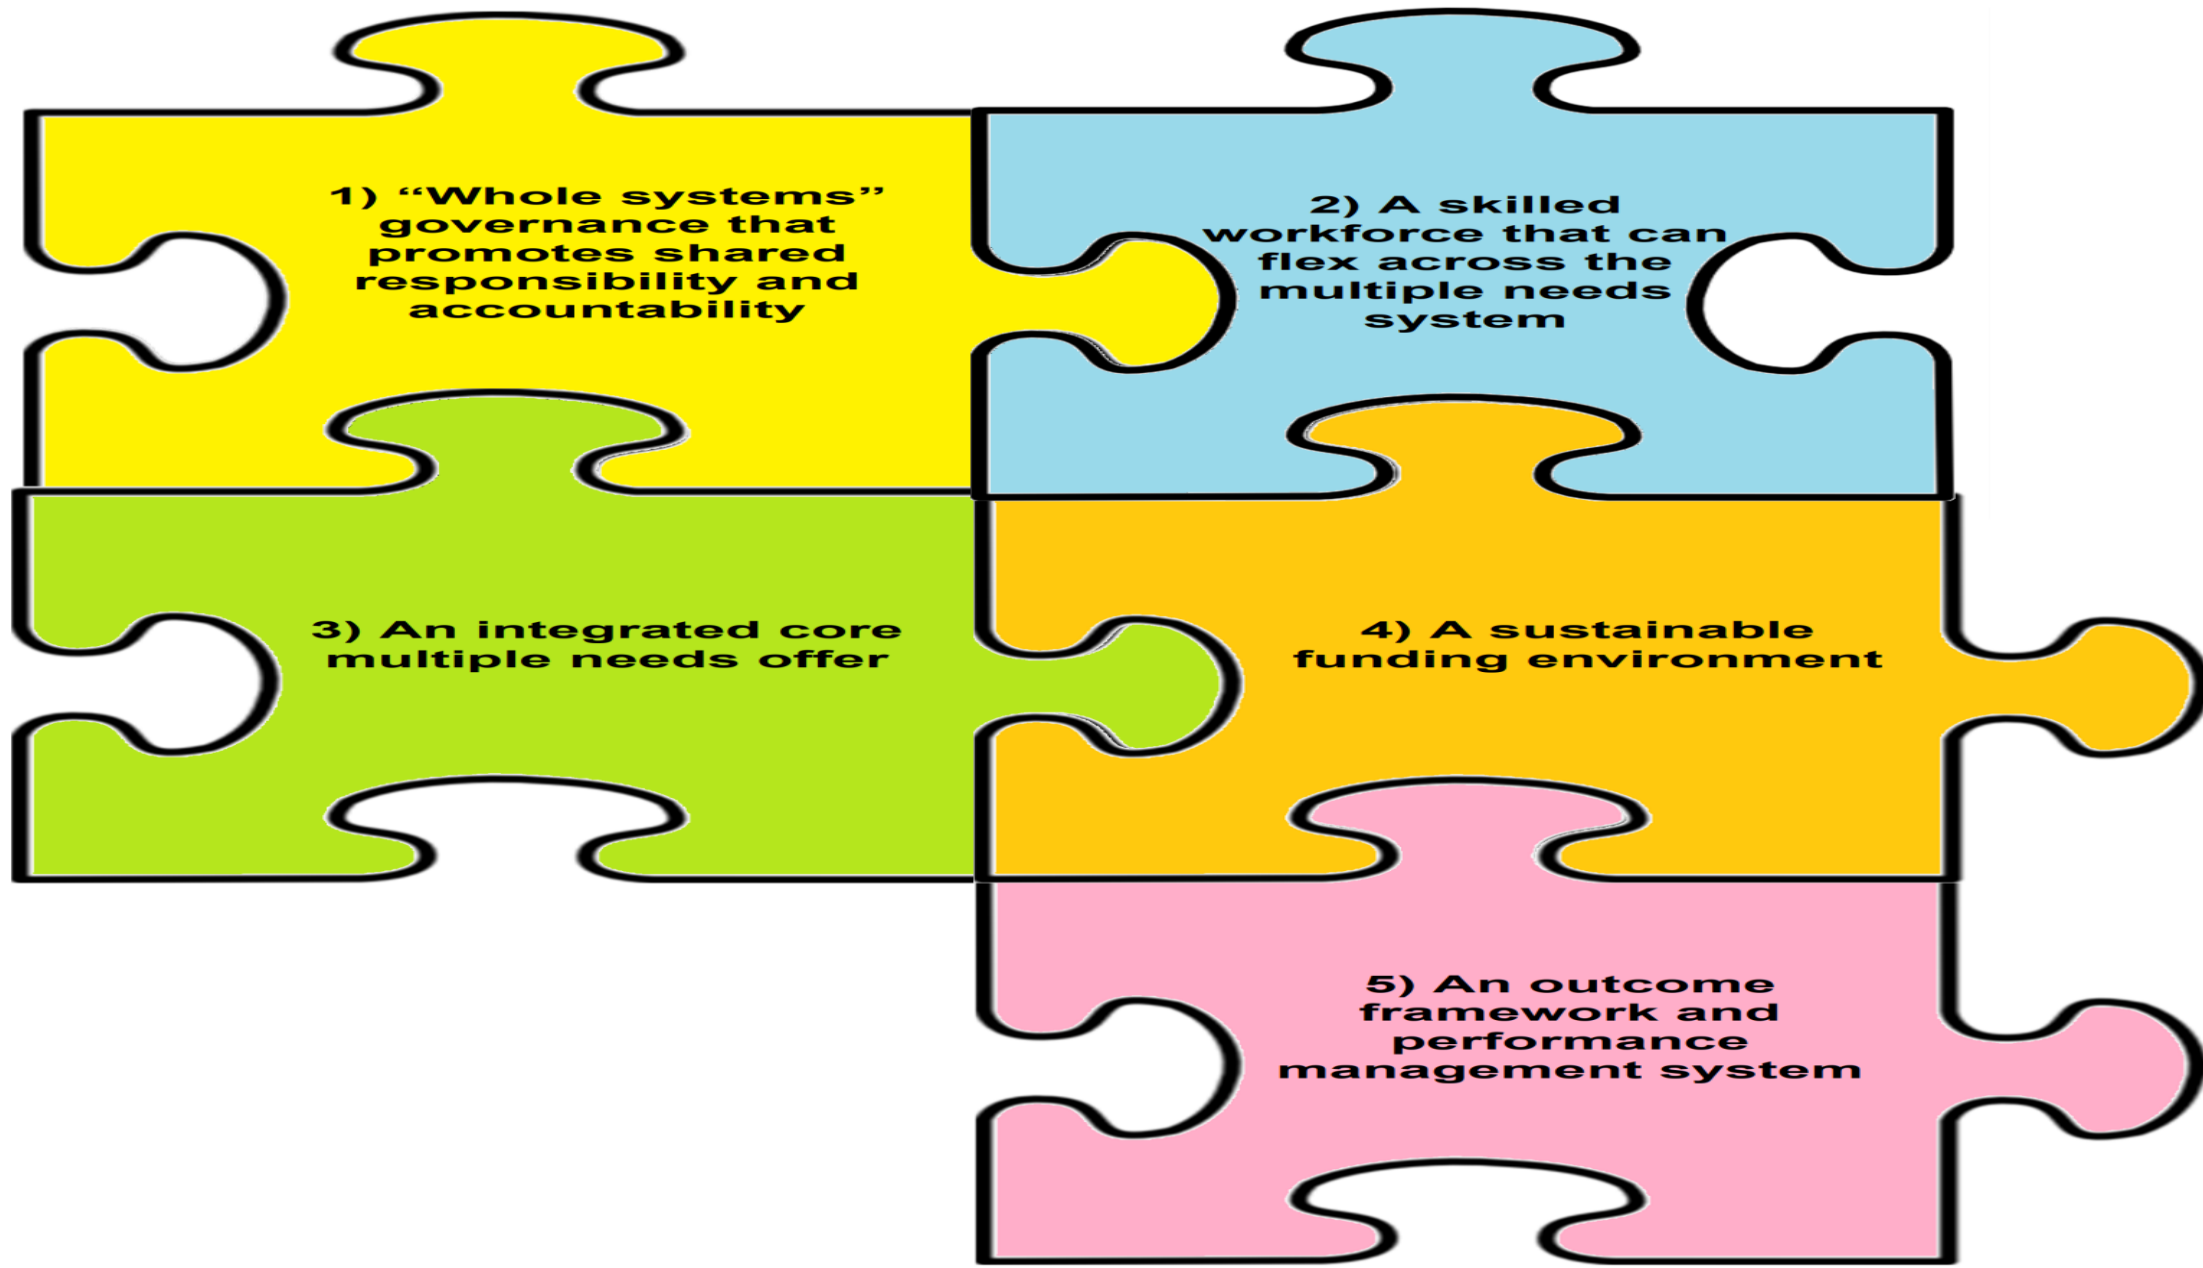 1) “Whole systems”
governance that
promotes shared
responsibility and
accountability
2) A skilled
workforce that can
flex across the
multiple needs
system
3) An integrated core
multiple needs offer
4) A sustainable
funding environment
5) An outcome
framework and
performance
management system